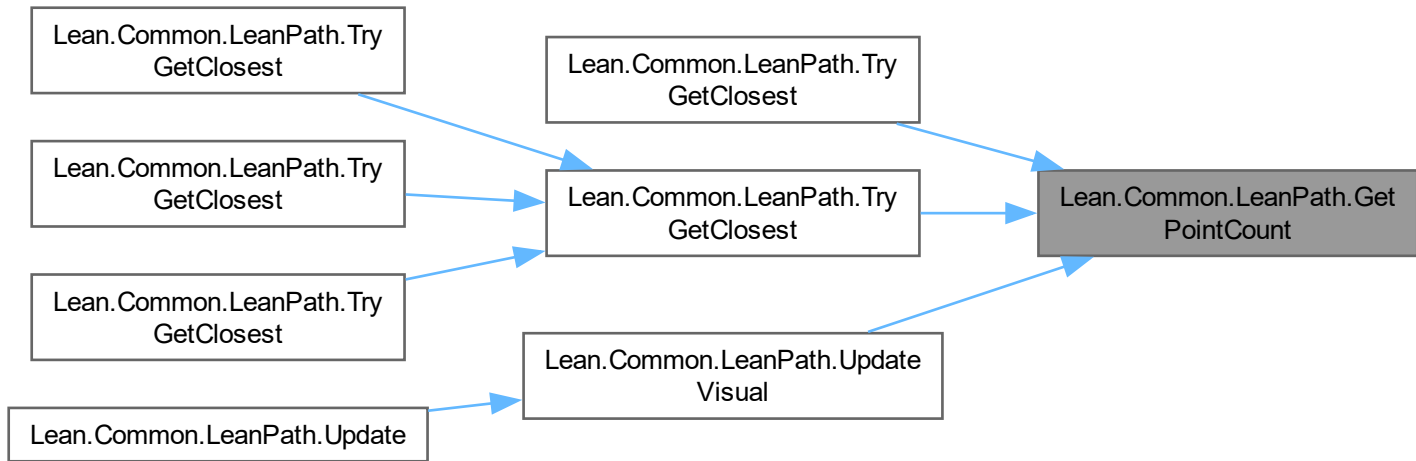 Lean.Common.LeanPath.Try
GetClosest
Lean.Common.LeanPath.Try
GetClosest
Lean.Common.LeanPath.Try
GetClosest
Lean.Common.LeanPath.Update
Lean.Common.LeanPath.Try
GetClosest
Lean.Common.LeanPath.Try
GetClosest
Lean.Common.LeanPath.Update
Visual
Lean.Common.LeanPath.Get
PointCount